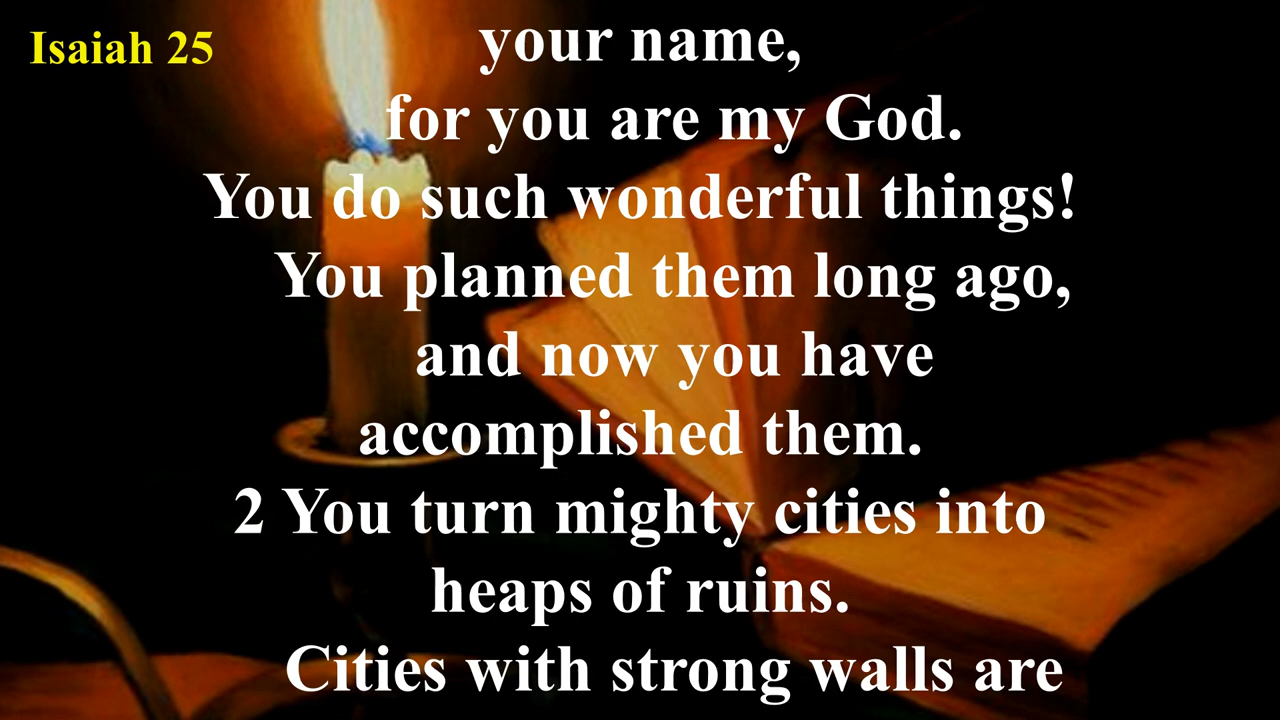 Isaiah 25
your name,
for you are my God.
You do such wonderful things!
You planned them long ago,
and now you have
accomplished them.
2 You turn mighty cities into
heaps of ruins.
Cities with strong walls are